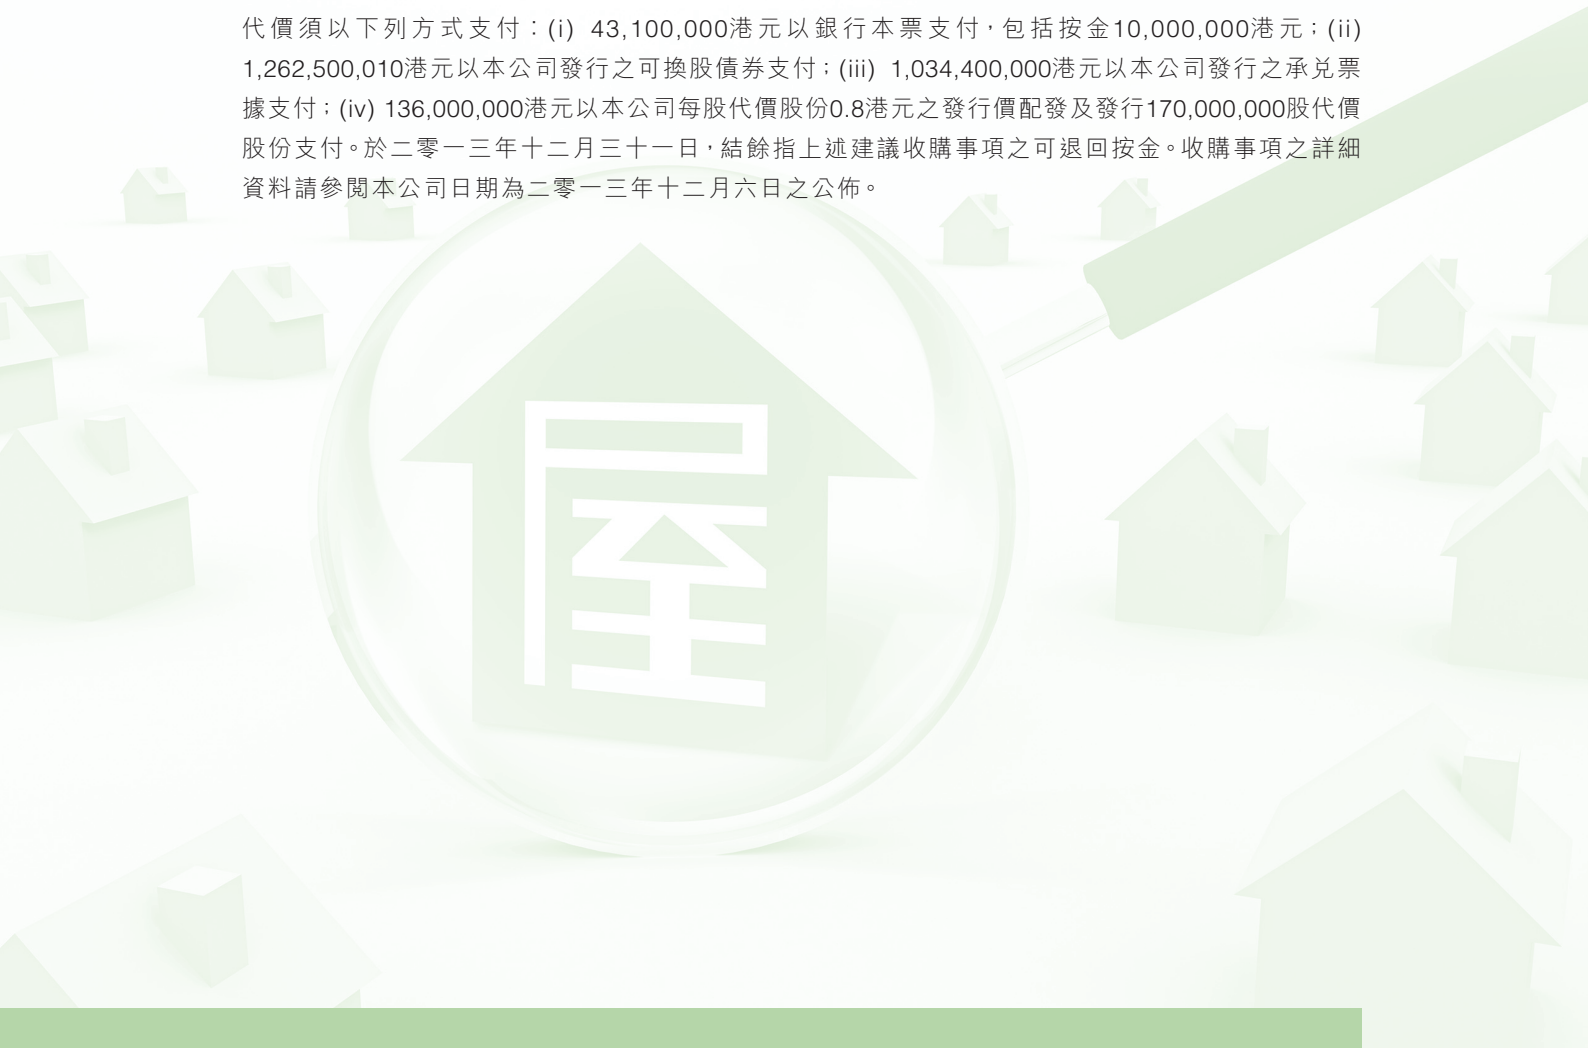 代價須以下列方式支付：(i) 43,100,000港元以銀行本票支付，包括按金10,000,000港元；(ii)
1,262,500,010港元以本公司發行之可換股債券支付；(iii) 1,034,400,000港元以本公司發行之承兌票
據支付；(iv) 136,000,000港元以本公司每股代價股份0.8港元之發行價配發及發行170,000,000股代價
股份支付。於二零一三年十二月三十一日，結餘指上述建議收購事項之可退回按金。收購事項之詳細
資料請參閱本公司日期為二零一三年十二月六日之公佈。
屋